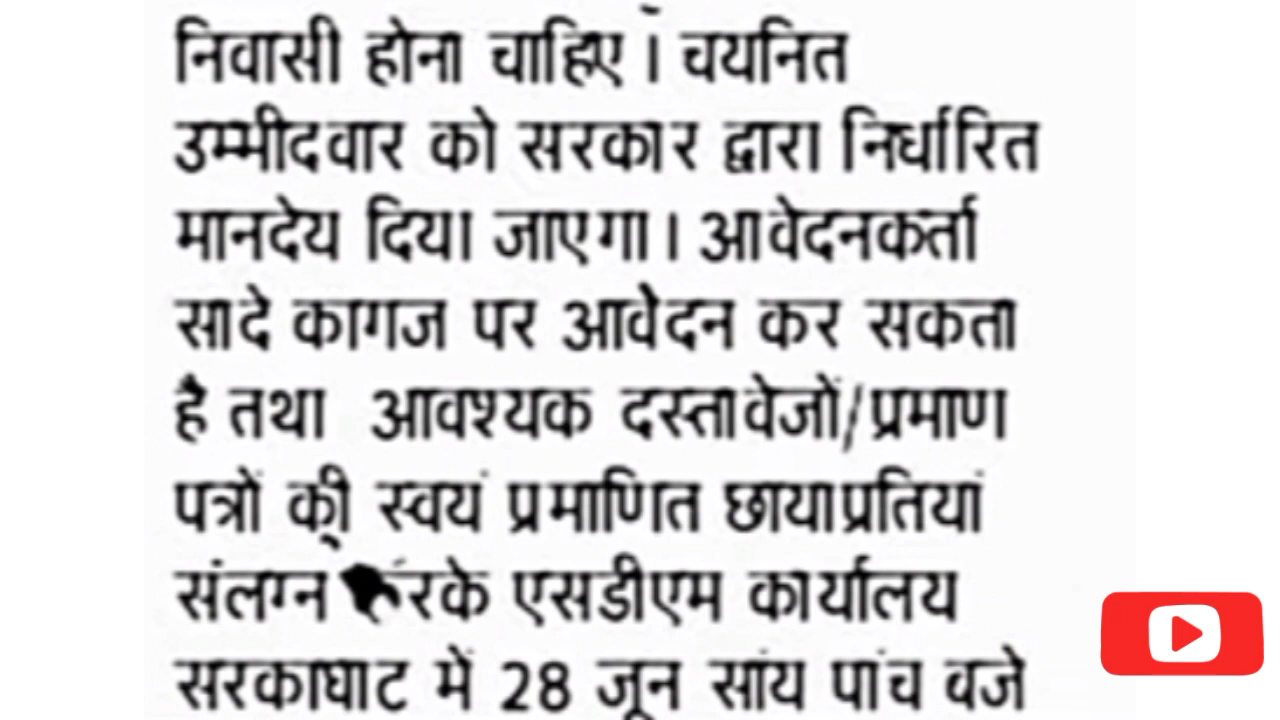 निवासी होना चाहिए । चयनित
उम्मीदवार को सरकार द्वारा निर्धारित
मानदेय दिया जाएगा । आवेदनकर्ता
सादे कागज पर आवेदन कर सकता
है तथा आवश्यक दस्तावेजों/प्रमाण
पत्रों की स्वयं प्रमाणित छायाप्रतियां
संलग्न करके एसडीएम कार्यालय
सरकाघाट में 28 जून सांय पांच वजे